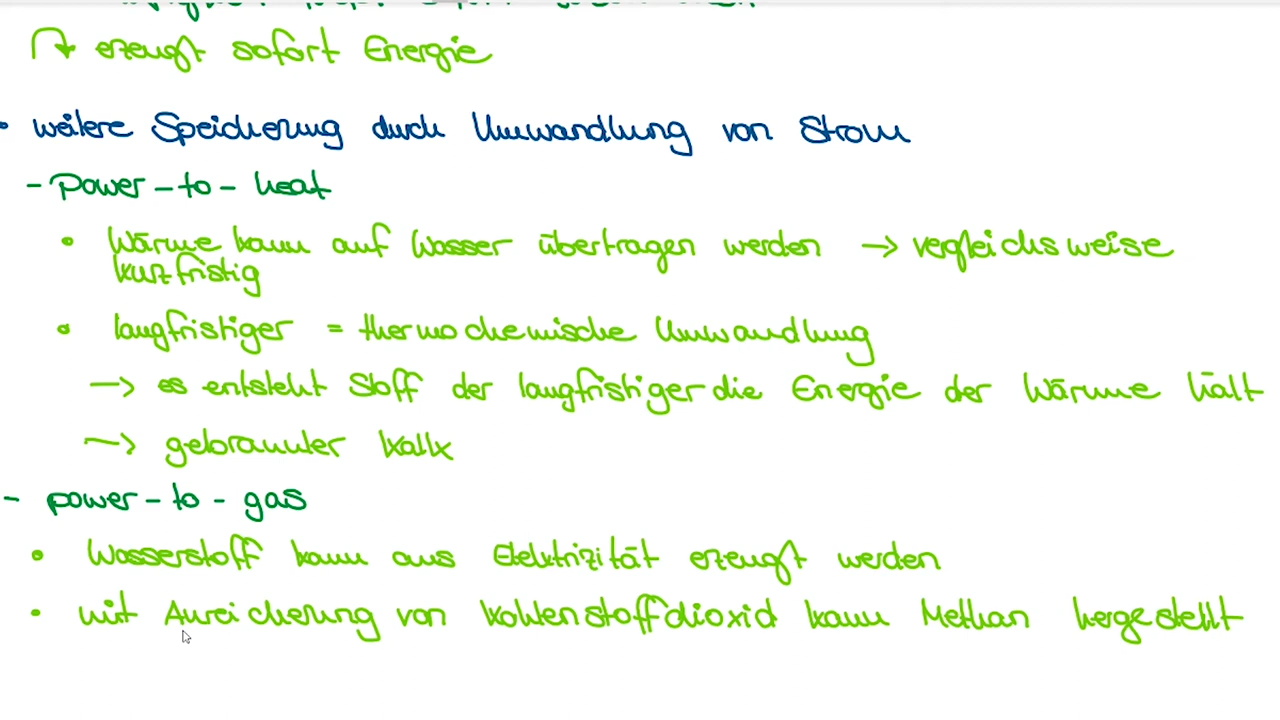 ↷ erzeugt sofort Energie
• weitere Speicherung durch Umwandlung von Strom
- Power-to-heat
• Wärme kann auf Wasser übertragen werden → vergleichsweise
kurzfristig
• langfristiger = thermochemische Umwandlung
→ es entsteht Stoff der langfristiger die Energie der Wärme hält
→ gebrannter Kalk
- power-to-gas
• Wasserstoff kann aus Elektrizität erzeugt werden
• mit Anreicherung von Kohlenstoffdioxid kann Methan hergestellt